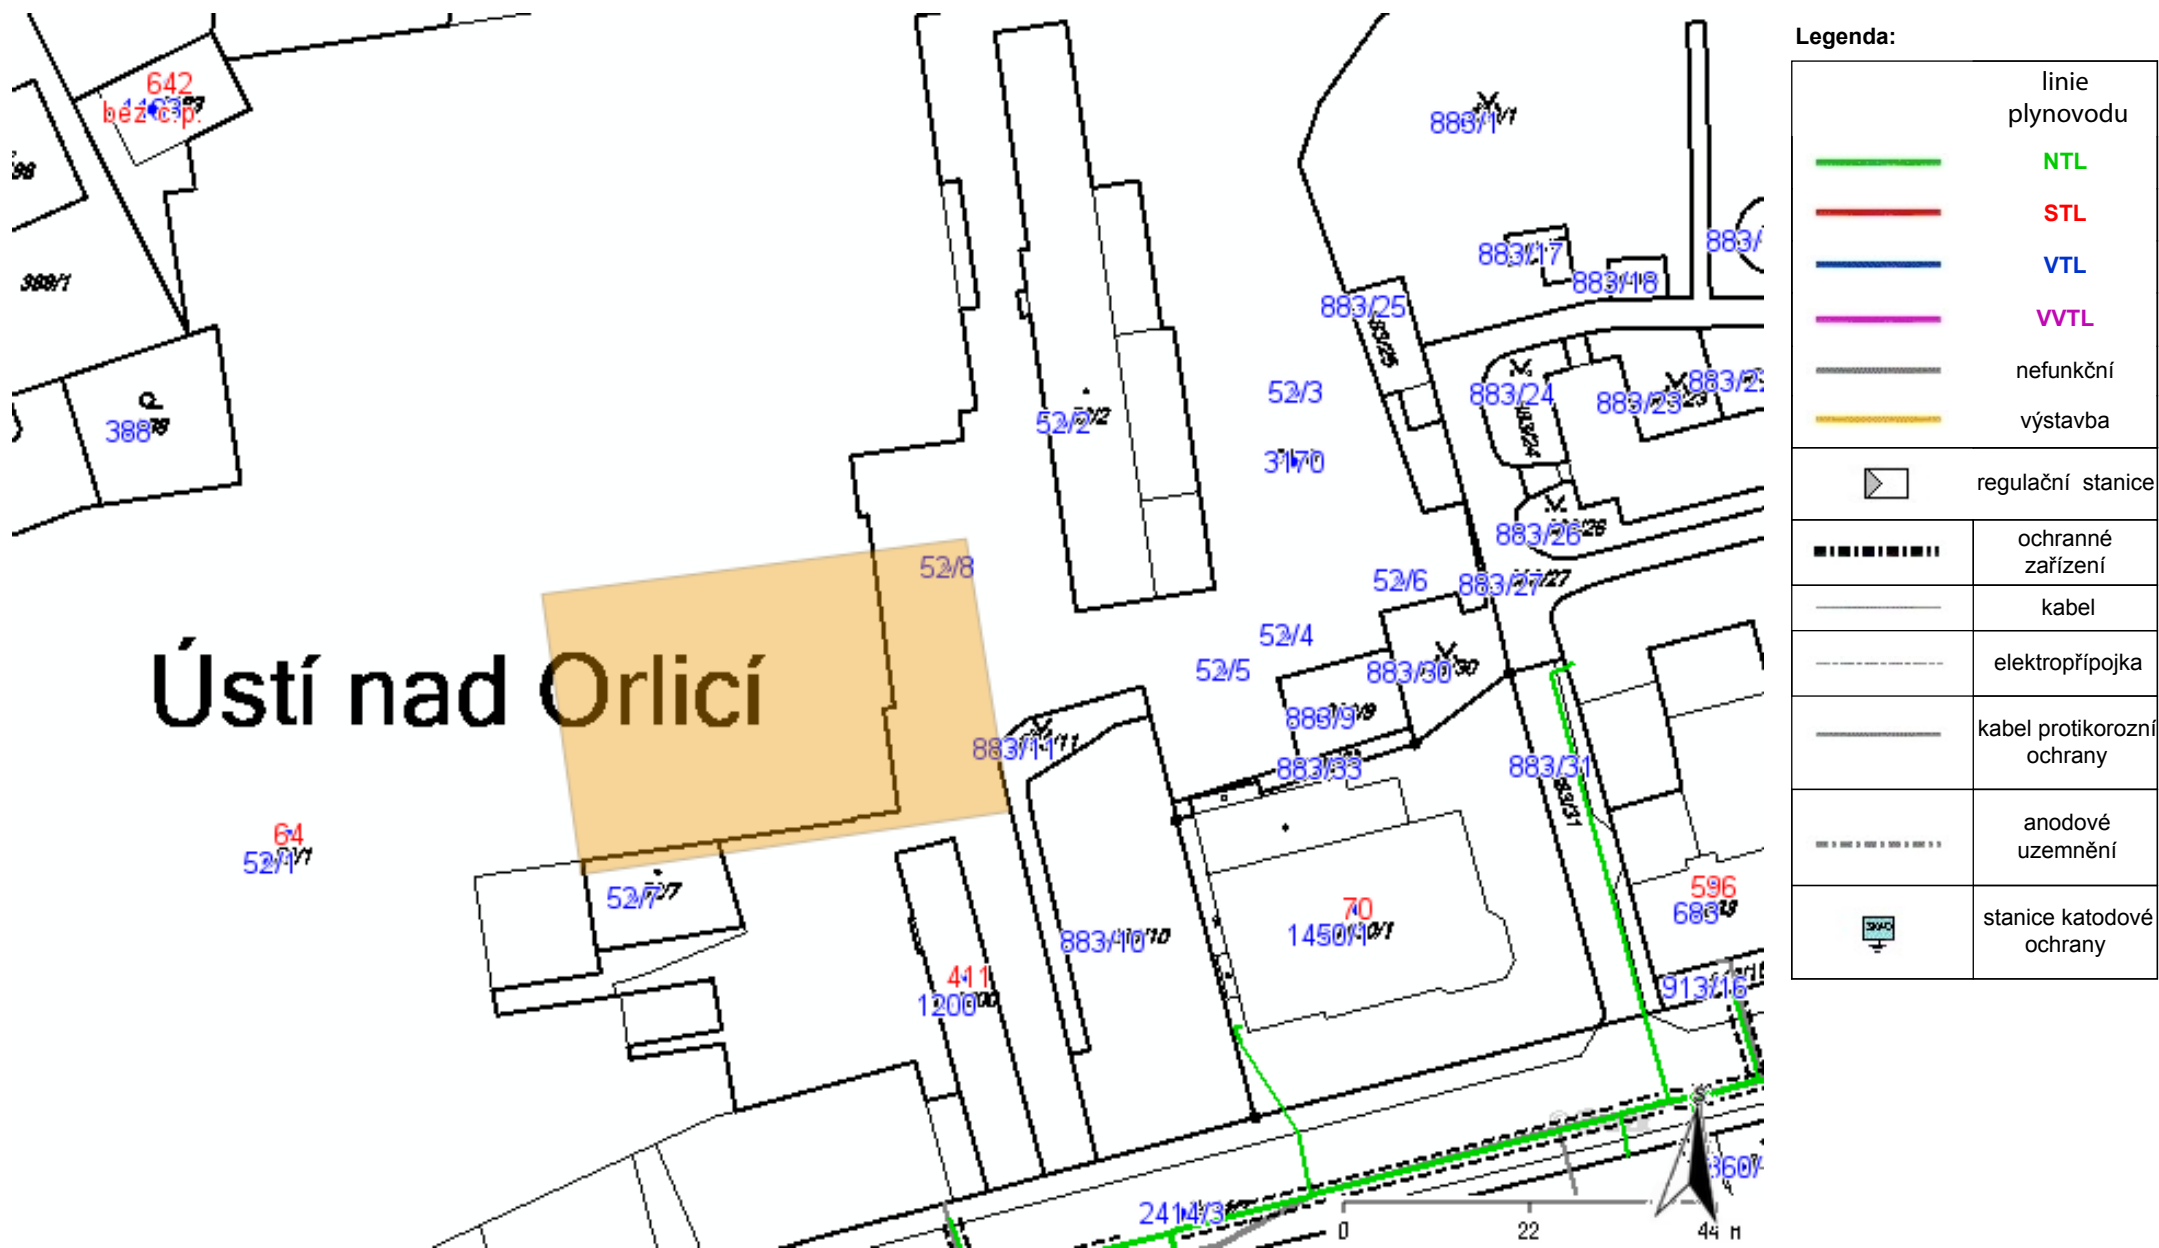 Legenda:
linie
plynovodu
NTL
STL
VTL
VVTL
nefunkční
výstavba
regulační stanice
ochranné
zařízení
kabel
elektropřípojka
kabel protikorozní
ochrany
anodové
uzemnění
stanice katodové
ochrany
642
bez č.p.
883/1
883/17
883/18
883/25
389/1
52/3
883/24
883/23
52/2
388
3170
883/26
52/8
52/6
883/27
52/4
52/5
883/30
Ústí nad Orlicí
883/9
883/11
883/33
883/31
64
52/1
52/7
596
683
70
1450/1
883/10
411
1200
913/16
2414/3
0 22 44 M